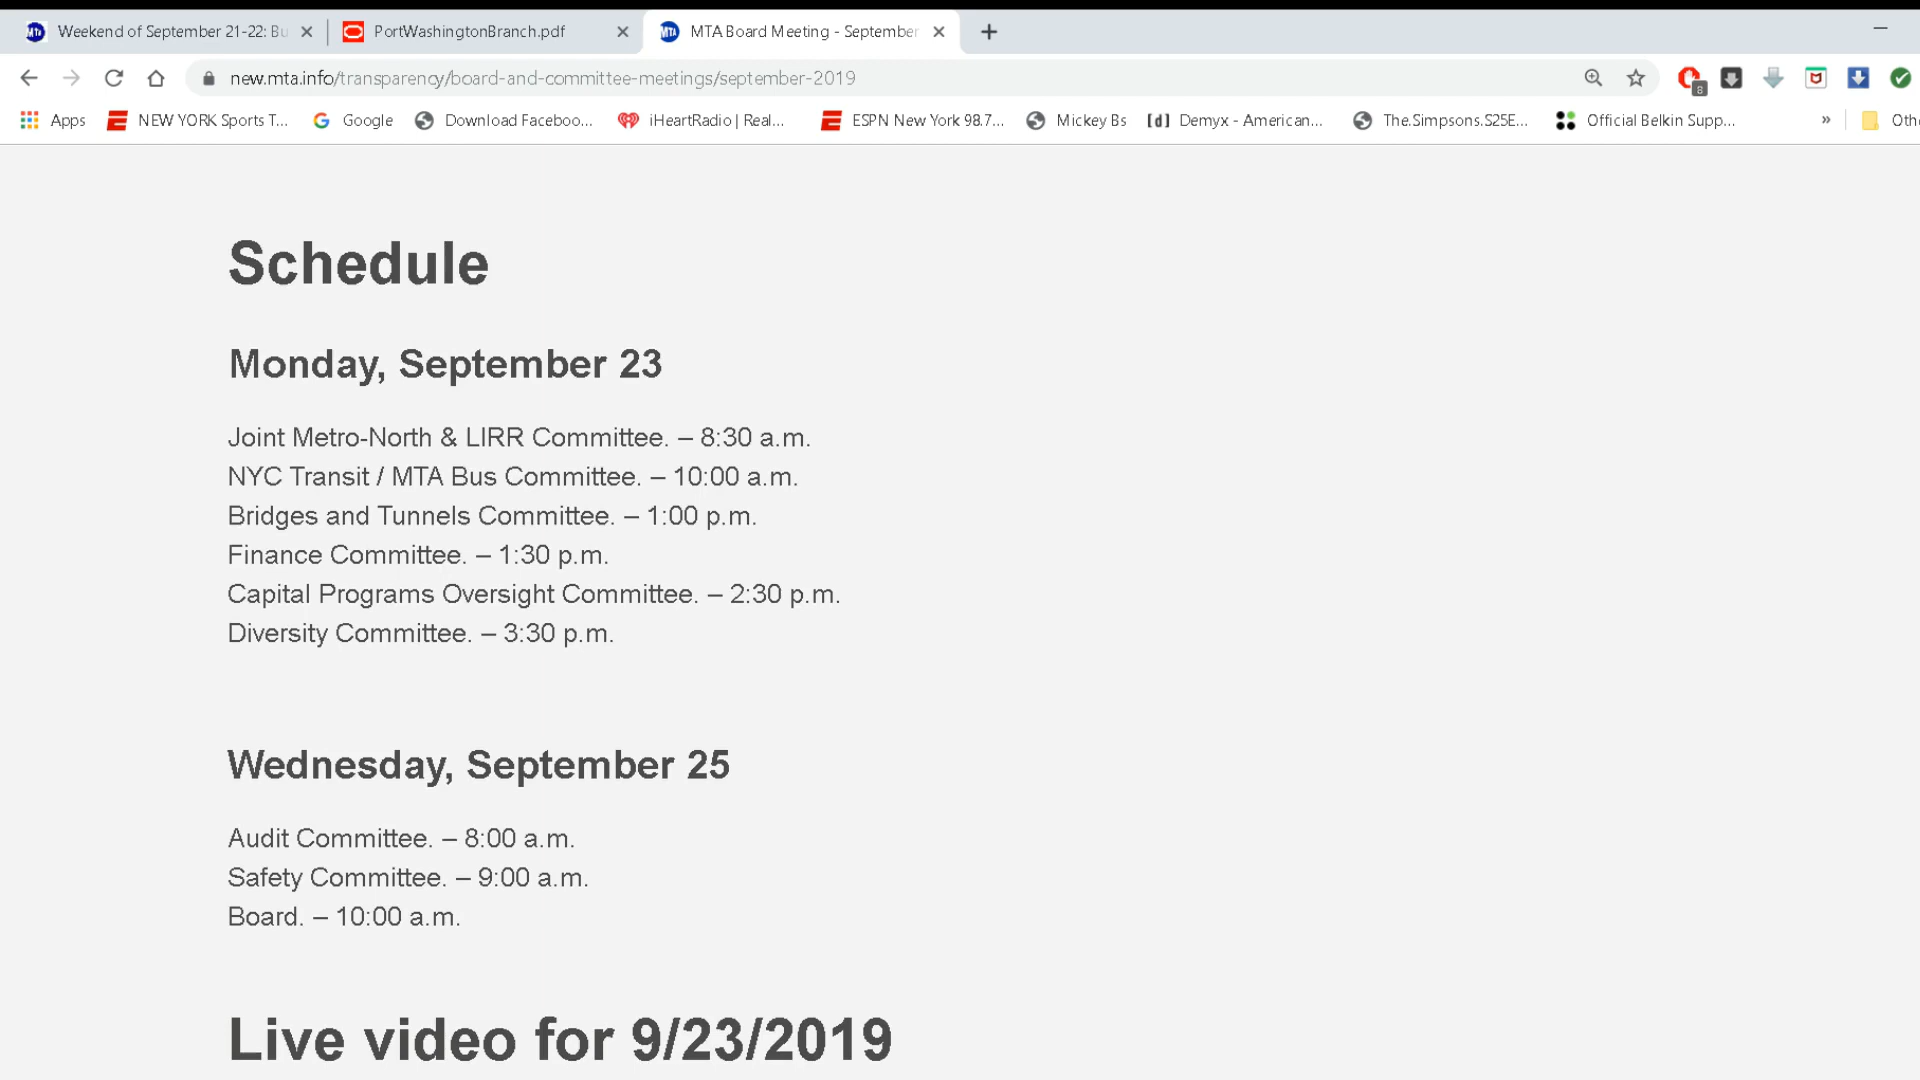 Weekend of September 21-22: Bu
PortWashingtonBranch.pdf
MTA Board Meeting - September
new.mta.info/transparency/board-and-committee-meetings/september-2019
8
Apps
NEW YORK Sports T...
Google
Download Faceboo...
iHeartRadio | Real...
ESPN New York 98.7...
Mickey Bs
[d] Demyx - American...
The.Simpsons.S25E...
Official Belkin Supp...
»
Othe
Schedule
Monday, September 23
Joint Metro-North & LIRR Committee. – 8:30 a.m.
NYC Transit / MTA Bus Committee. – 10:00 a.m.
Bridges and Tunnels Committee. – 1:00 p.m.
Finance Committee. – 1:30 p.m.
Capital Programs Oversight Committee. – 2:30 p.m.
Diversity Committee. – 3:30 p.m.
Wednesday, September 25
Audit Committee. – 8:00 a.m.
Safety Committee. – 9:00 a.m.
Board. – 10:00 a.m.
Live video for 9/23/2019